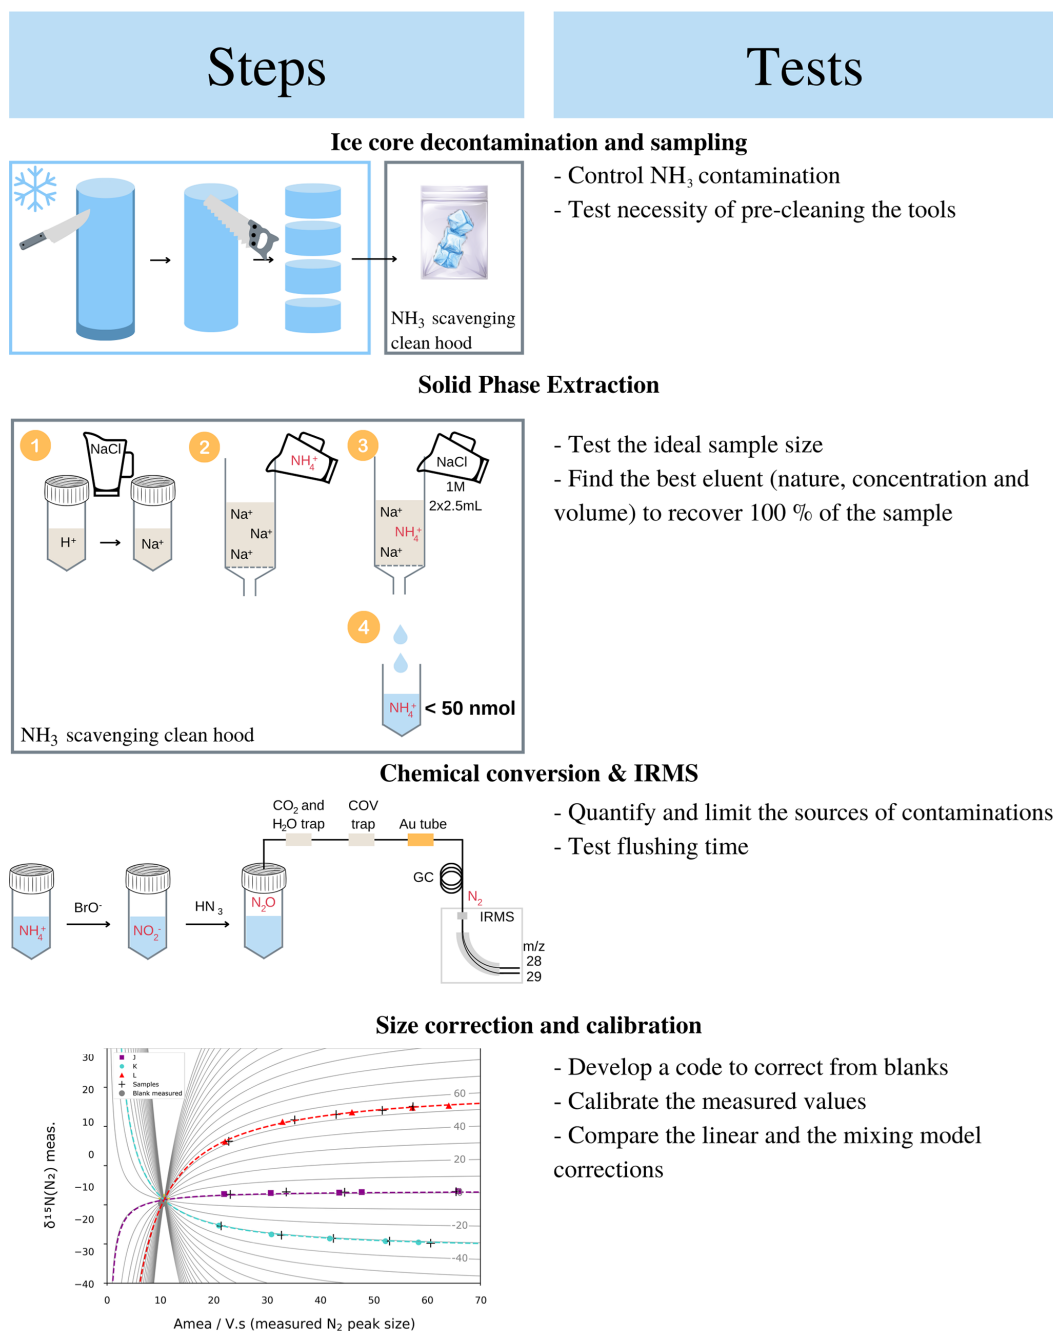 Steps
Tests
Ice core decontamination and sampling
- Control NH₃ contamination
- Test necessity of pre-cleaning the tools
NH₃ scavenging
clean hood
Solid Phase Extraction
1
NaCl
H⁺
Na⁺
2
NH₄⁺
Na⁺
Na⁺
Na⁺
3
NaCl
1M
2x2.5mL
Na⁺
NH₄⁺
Na⁺
4
NH₄⁺ < 50 nmol
NH₃ scavenging clean hood
- Test the ideal sample size
- Find the best eluent (nature, concentration and
volume) to recover 100 % of the sample
Chemical conversion & IRMS
NH₄⁺
BrO⁻
NO₂⁻
HN₃
N₂O
CO₂ and
H₂O trap
COV
trap
Au tube
GC
N₂
IRMS
m/z
28
29
- Quantify and limit the sources of contaminations
- Test flushing time
Size correction and calibration
δ¹⁵N(N₂) meas.
30
20
10
0
−10
−20
−30
−40
J
K
L
Samples
Blank measured
60
40
20
-20
-40
0 10 20 30 40 50 60 70
Amea / V.s (measured N₂ peak size)
- Develop a code to correct from blanks
- Calibrate the measured values
- Compare the linear and the mixing model
corrections